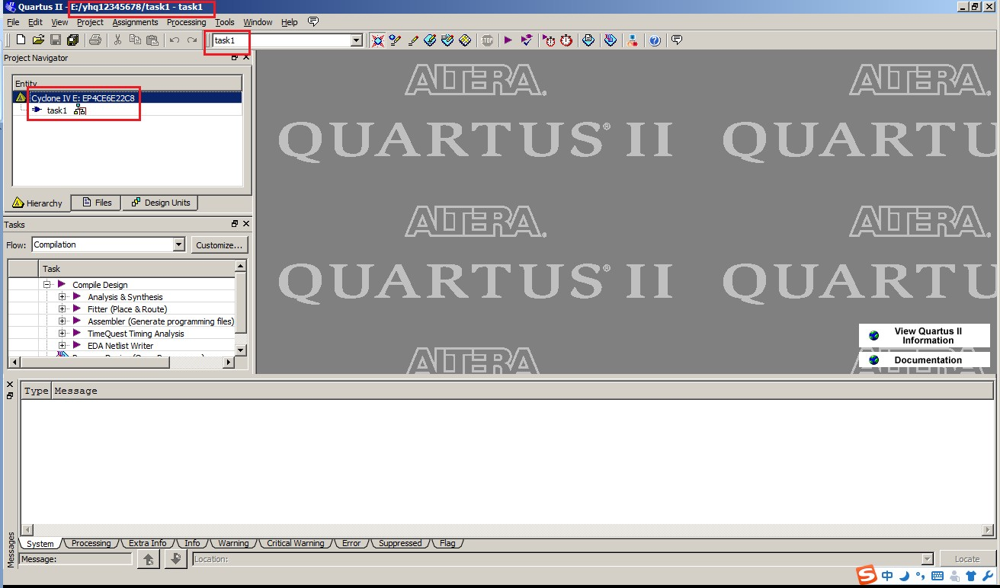 Quartus II - E:/yhq12345678/task1 - task1
File Edit View Project Assignments Processing Tools Window Help
STOP task1
Project Navigator
Entity
Cyclone IV E: EP4CE6E22C8
task1
Hierarchy Files Design Units
Tasks
Flow: Compilation Customize...
Task
Compile Design
Analysis & Synthesis
Fitter (Place & Route)
Assembler (Generate programming files)
TimeQuest Timing Analysis
EDA Netlist Writer
ALTERA. ALTERA.
QUARTUS® II QUARTU
ALTERA. ALTERA.
QUARTUS® II QUARTU
ALTERA ALTERA
View Quartus II
Information
Documentation
Type Message
Messages
System Processing Extra Info Info Warning Critical Warning Error Suppressed Flag
Message: Location: Locate
S 中